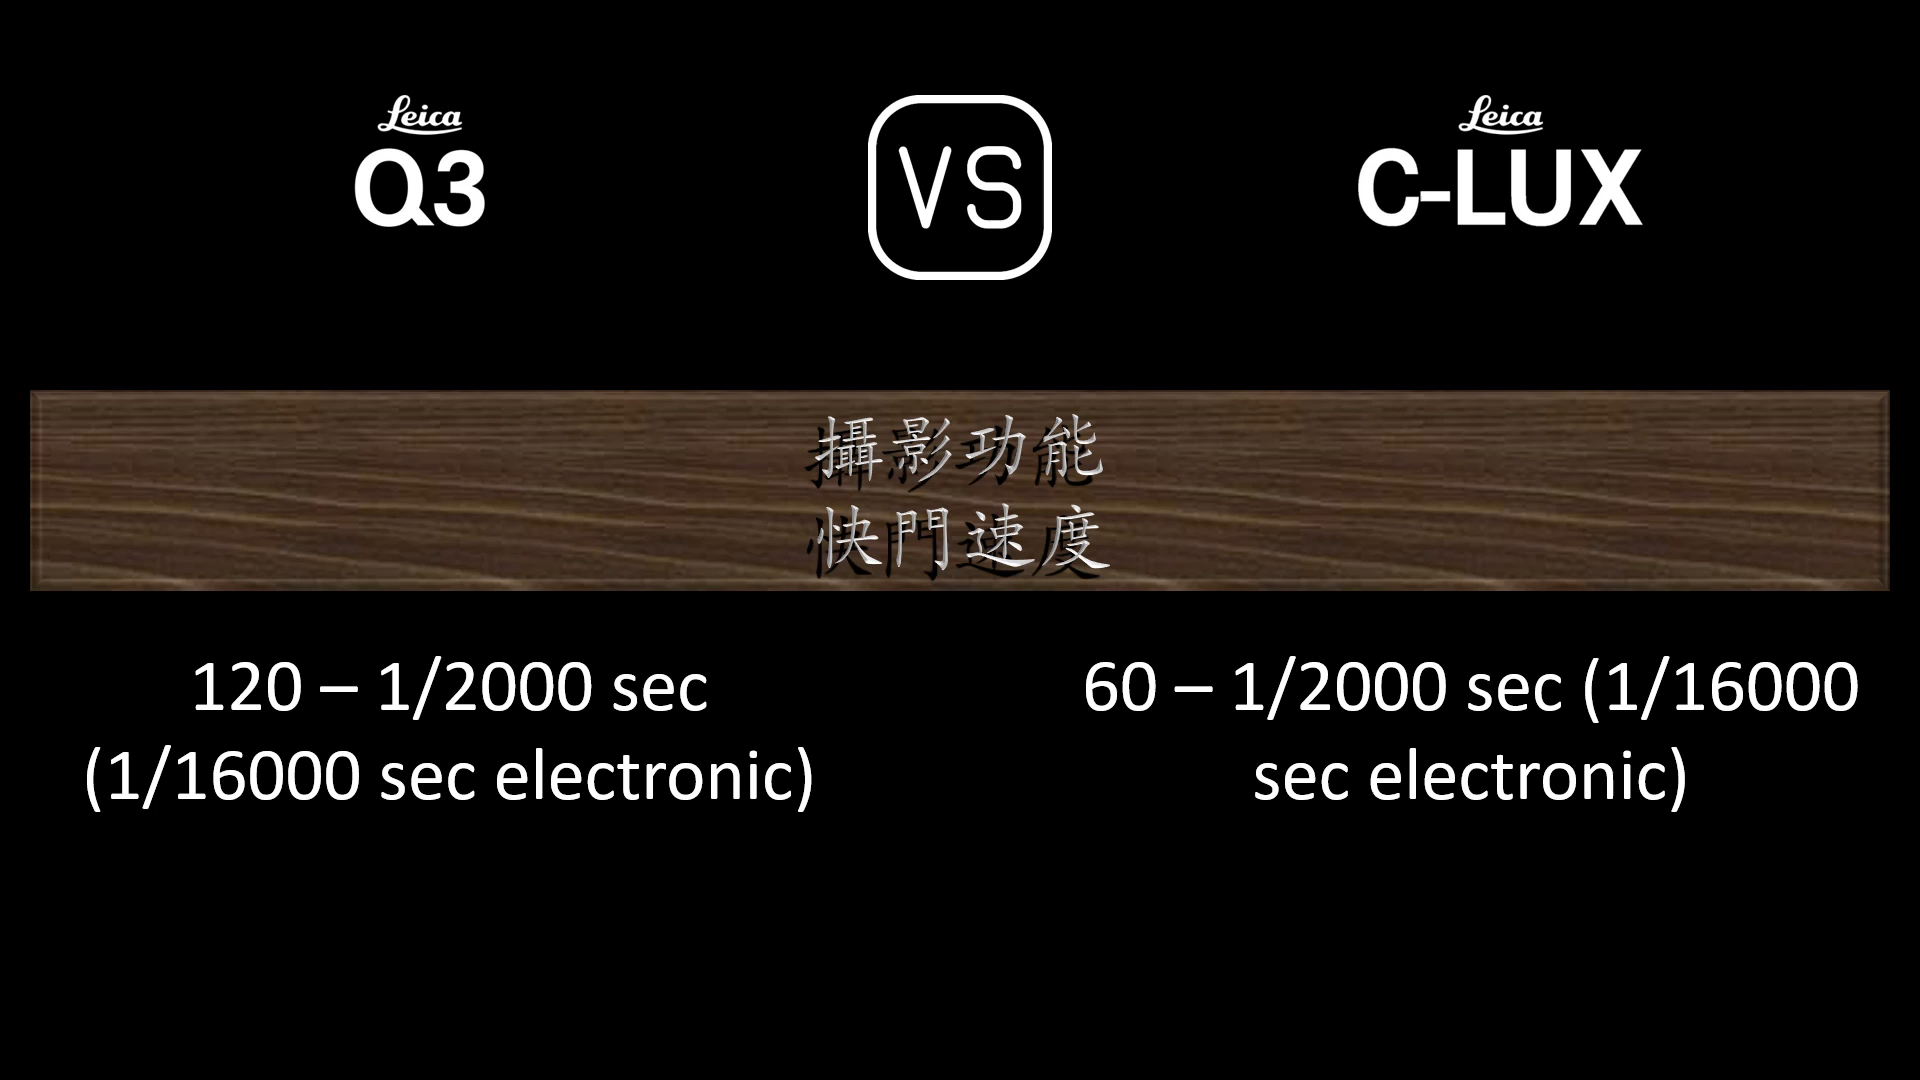 Leica
Q3
VS
Leica
C-LUX
攝影功能
快門速度
120 – 1/2000 sec
(1/16000 sec electronic)
60 – 1/2000 sec (1/16000
sec electronic)